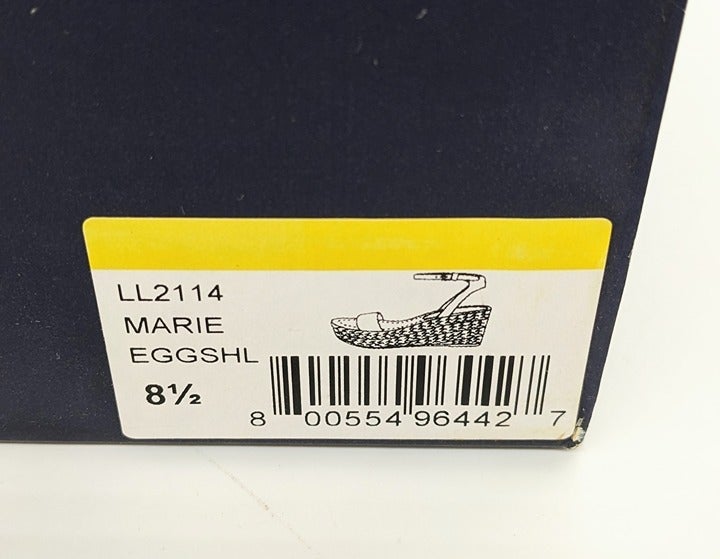 LL2114
MARIE
EGGSHL
8½
8 00554 96442 7